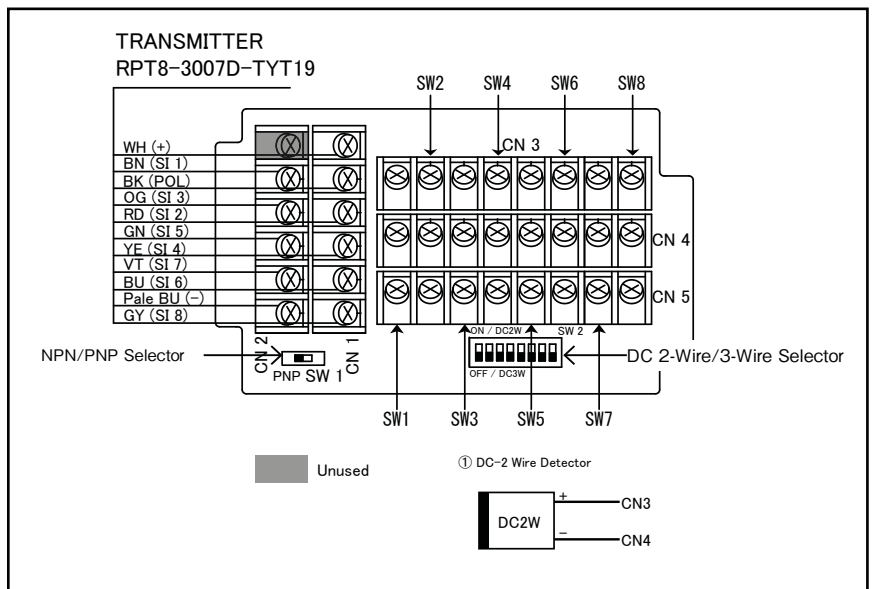 TRANSMITTER
RPT8-3007D-TYT19
SW2
SW4
SW6
SW8
CN 3
WH (+)
BN (SI 1)
BK (POL)
OG (SI 3)
RD (SI 2)
GN (SI 5)
YE (SI 4)
VT (SI 7)
BU (SI 6)
Pale BU (-)
GY (SI 8)
CN 4
CN 5
CN 2
CN 1
ON / DC2W
SW 2
NPN/PNP Selector
PNP SW 1
OFF / DC3W
DC 2-Wire/3-Wire Selector
SW1
SW3
SW5
SW7
Unused
① DC-2 Wire Detector
DC2W
+
CN3
-
CN4